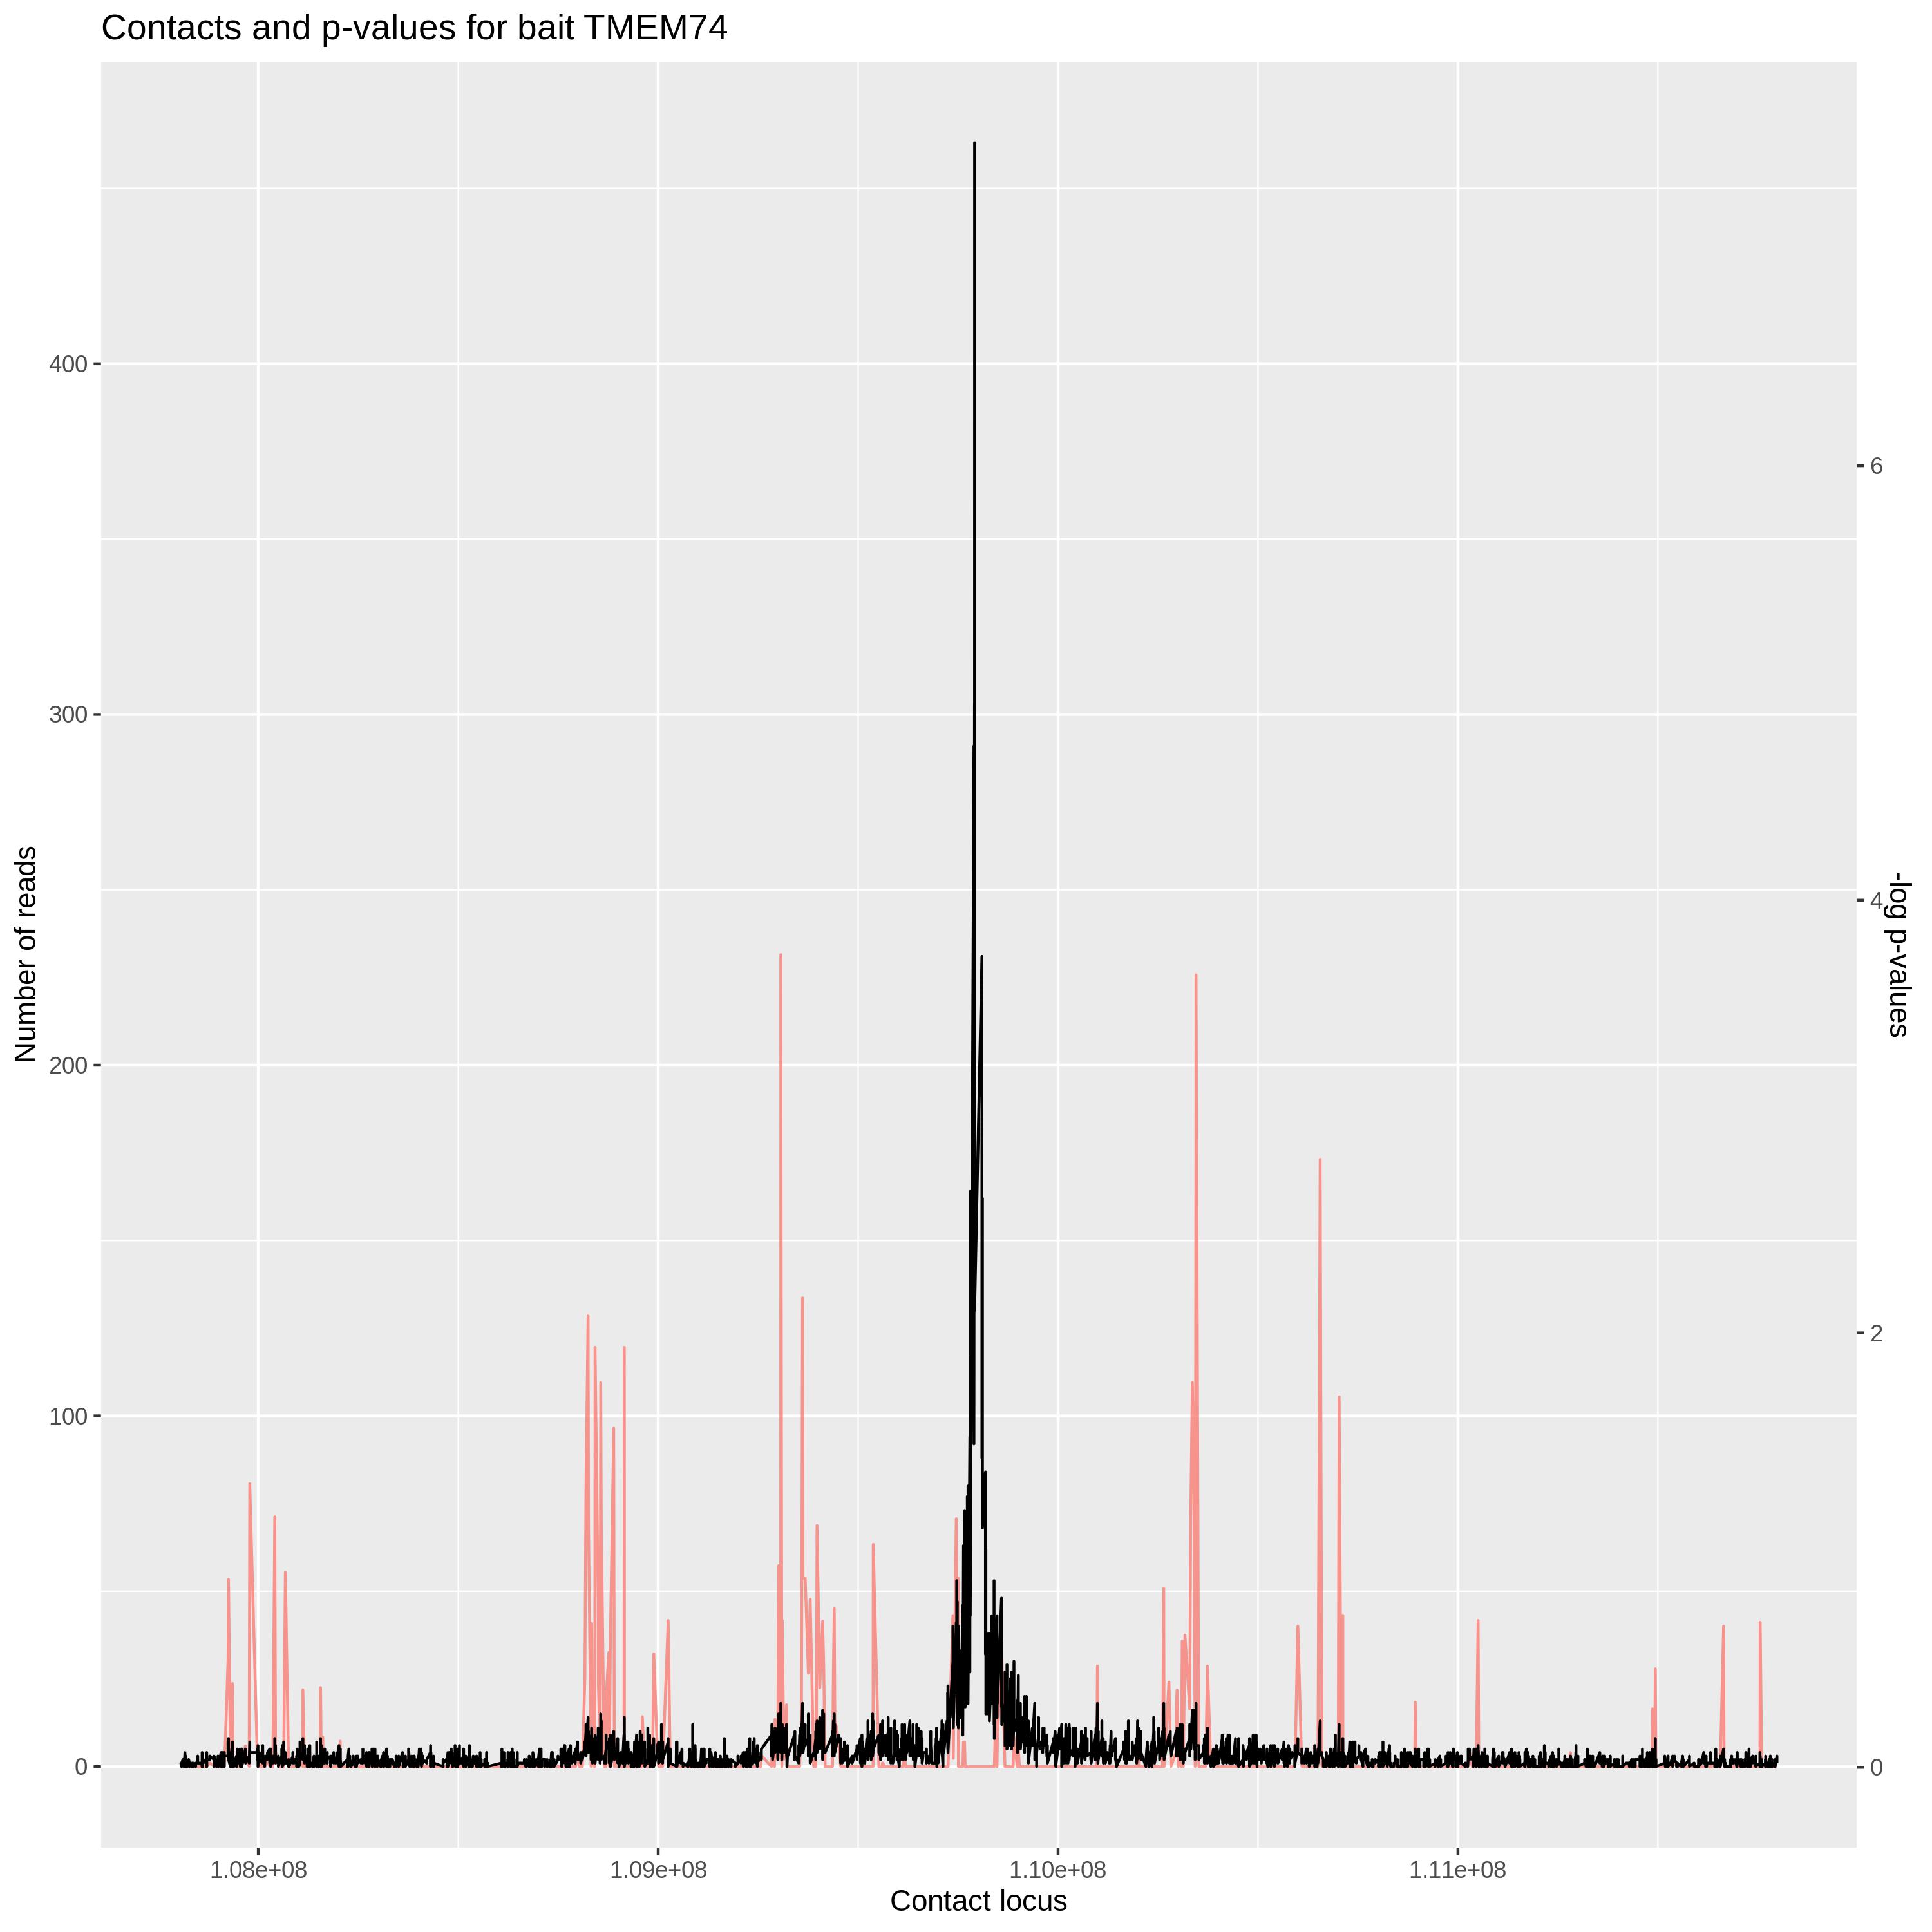 Contacts and p-values for bait TMEM74
Number of reads
400
300
200
100
0
6
4
2
0
-log p-values
1.08e+08
1.09e+08
1.10e+08
1.11e+08
Contact locus